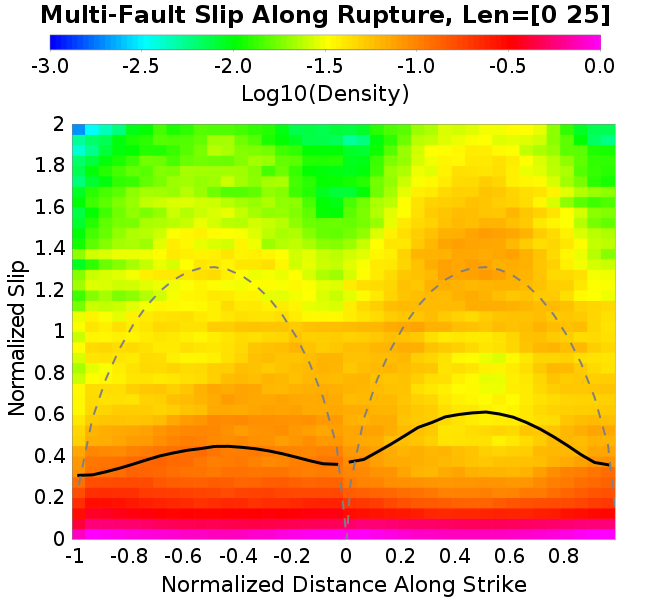 Multi-Fault Slip Along Rupture, Len=[0 25]
-3.0 -2.5 -2.0 -1.5 -1.0 -0.5 0.0
Log10(Density)
2
1.8
1.6
1.4
1.2
1
0.8
0.6
0.4
0.2
0
Normalized Slip
-1 -0.8 -0.6 -0.4 -0.2 0 0.2 0.4 0.6 0.8
Normalized Distance Along Strike